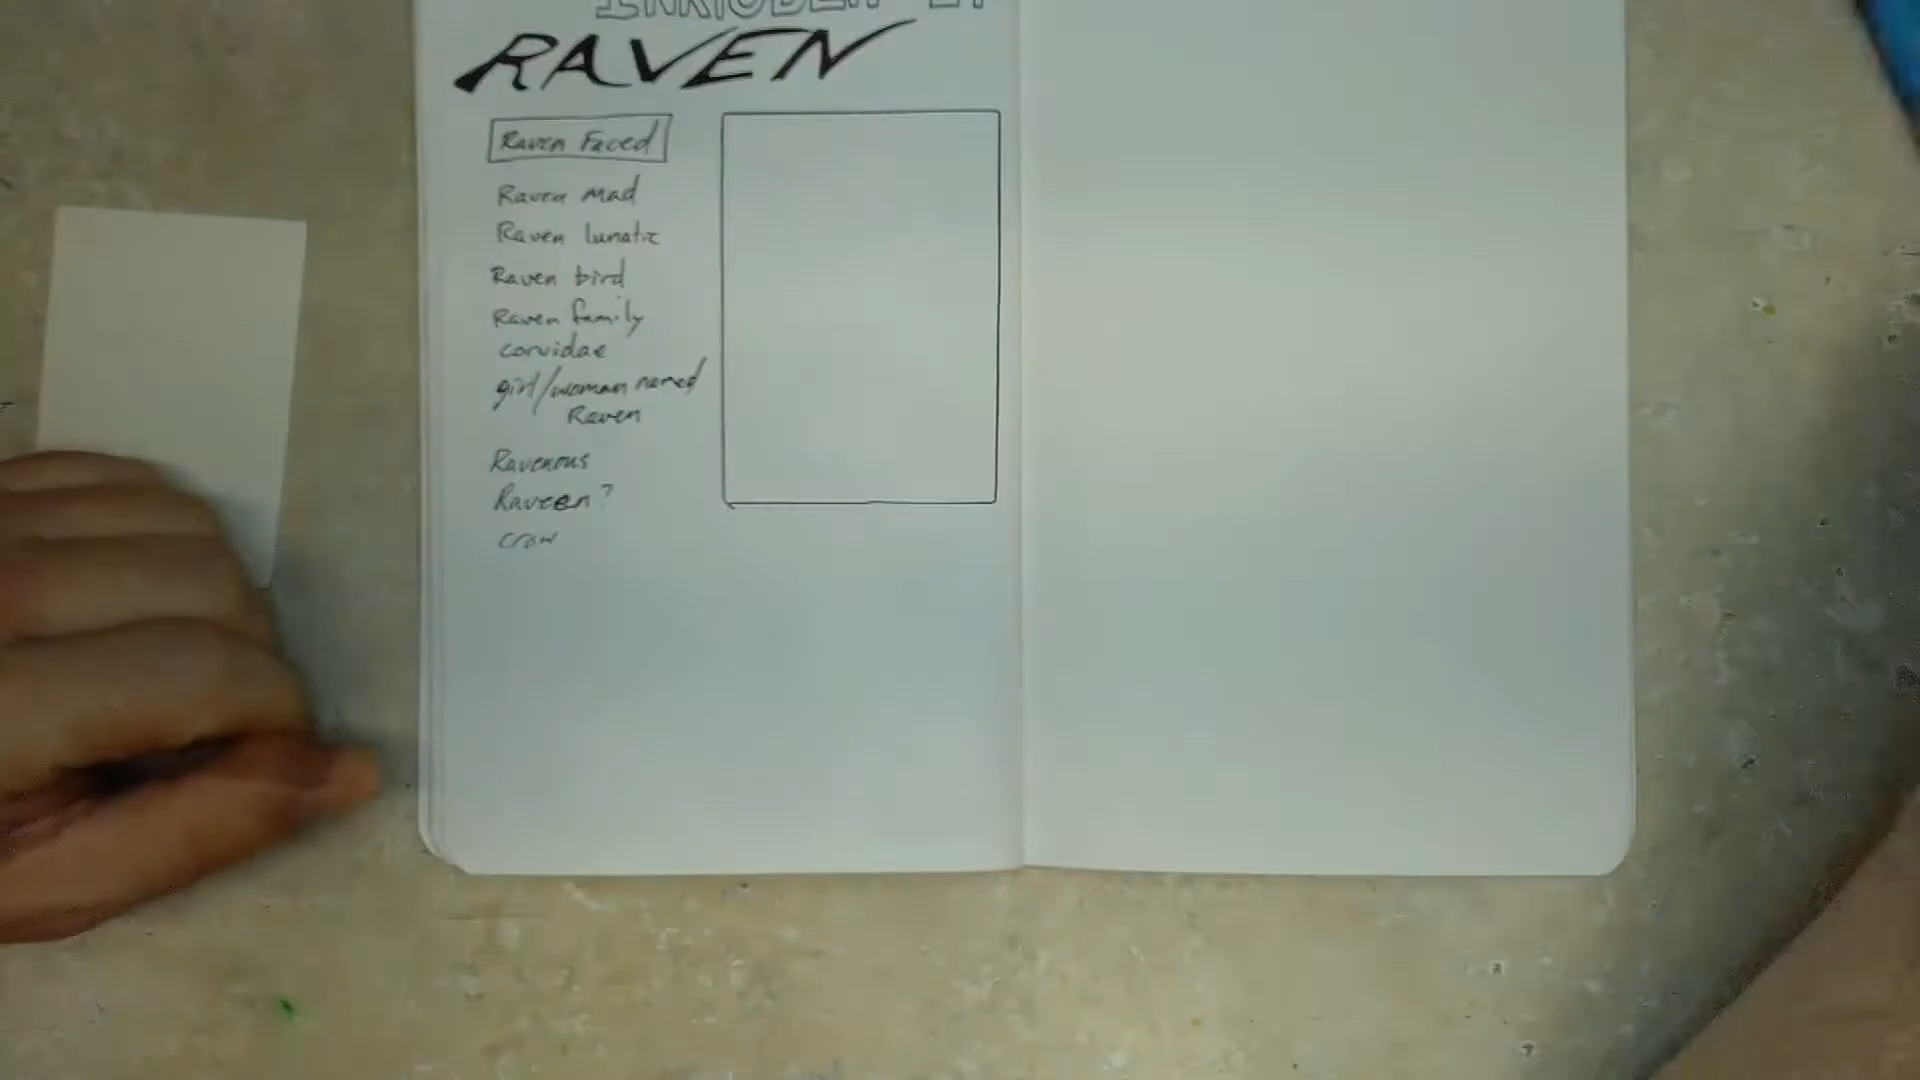 RAVEN
Raven Faced
Raven mad
Raven lunatic
Raven bird
Raven family
corvidae
girl/woman named
Raven
Ravenous
Raveen?
crow